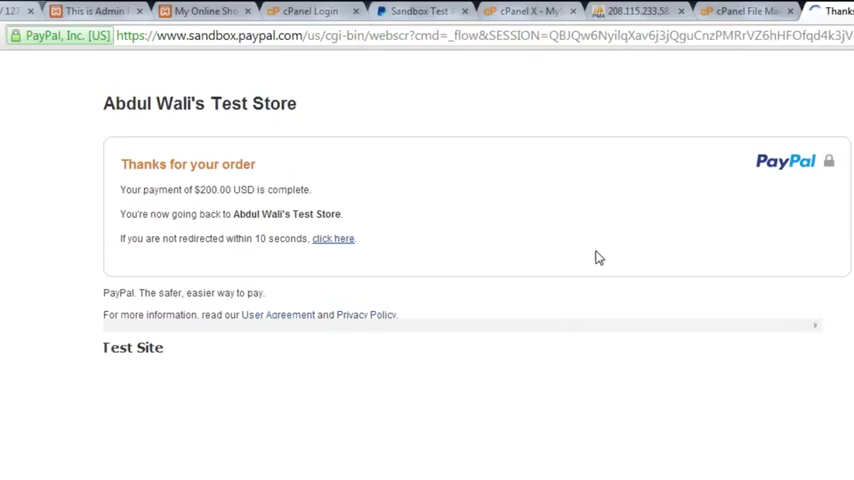 127
This is Admin
My Online Sho
cPanel Login
Sandbox Test
cPanel X - My
208.115.233.58
cPanel File Ma
Thanks
PayPal, Inc. [US] https://www.sandbox.paypal.com/us/cgi-bin/webscr?cmd=_flow&SESSION=
Abdul Wali's Test Store
Thanks for your order
PayPal
Your payment of $200.00 USD is complete.
You're now going back to Abdul Wali's Test Store.
If you are not redirected within 10 seconds, click here.
PayPal. The safer, easier way to pay.
For more information, read our User Agreement and Privacy Policy.
Test Site